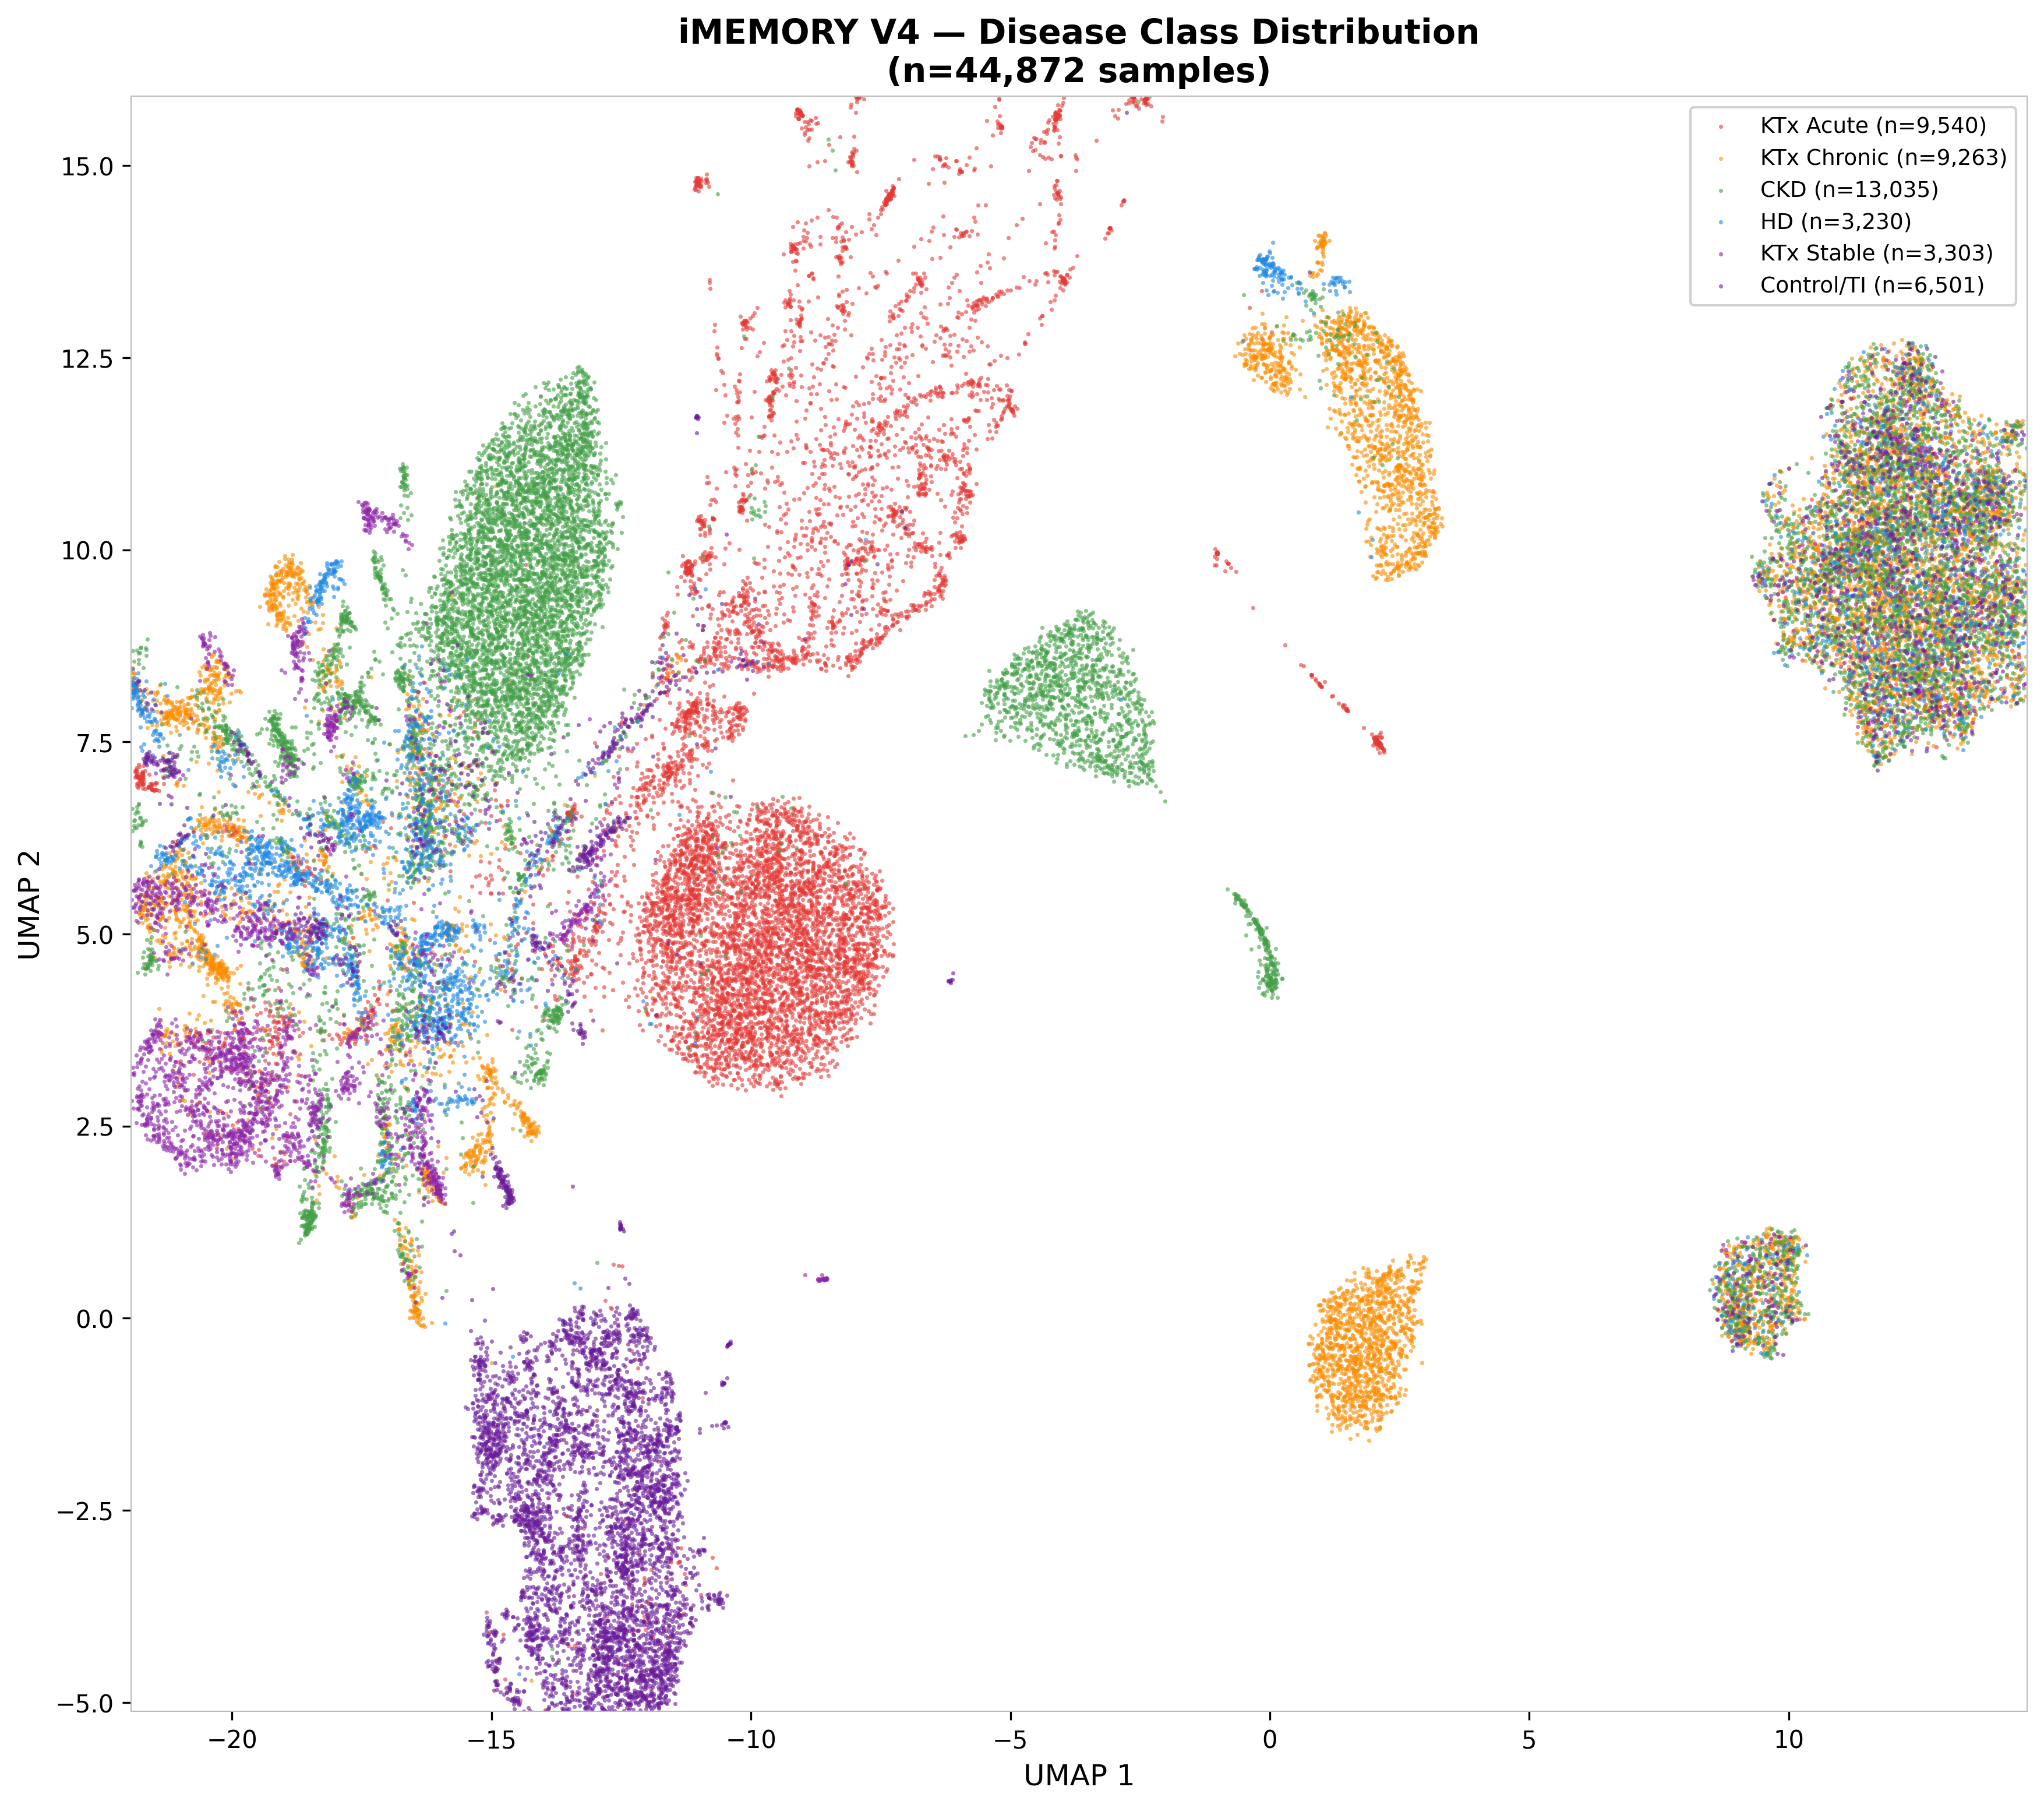 iMEMORY V4 — Disease Class Distribution
(n=44,872 samples)
KTx Acute (n=9,540)
KTx Chronic (n=9,263)
CKD (n=13,035)
HD (n=3,230)
KTx Stable (n=3,303)
Control/TI (n=6,501)
15.0
12.5
10.0
7.5
5.0
2.5
0.0
−2.5
−5.0
UMAP 2
−20
−15
−10
−5
0
5
10
UMAP 1